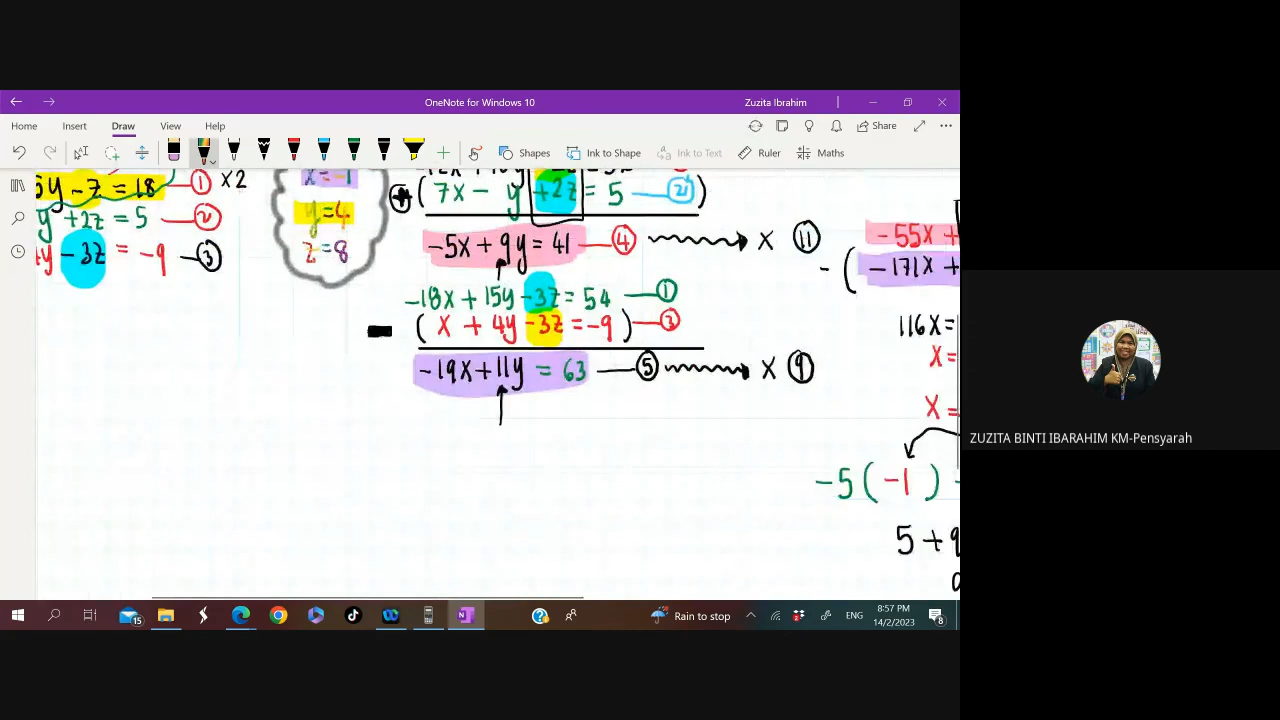 OneNote for Windows 10
Zuzita Ibrahim
Home Insert Draw View Help
Share
Shapes
Ink to Shape
Ink to Text
Ruler
Maths
5y - z = 18 ① ×2
y + 2z = 5 ②
4y - 3z = -9 ③
x = -1
y = 4
z = 8
+ ( 7x - y + 2z = 5 ② )
-5x + 9y = 41 ④ x ⑪
-18x + 15y - 3z = 54 ①
- ( x + 4y - 3z = -9 ) ③
-19x + 11y = 63 ⑤ x ⑨
-55x +
- ( -171x +
116x =
x =
x =
-5 ( -1 )
5 +
ZUZITA BINTI IBARAHIM KM-Pensyarah
15
Rain to stop
ENG
8:57 PM
14/2/2023
8